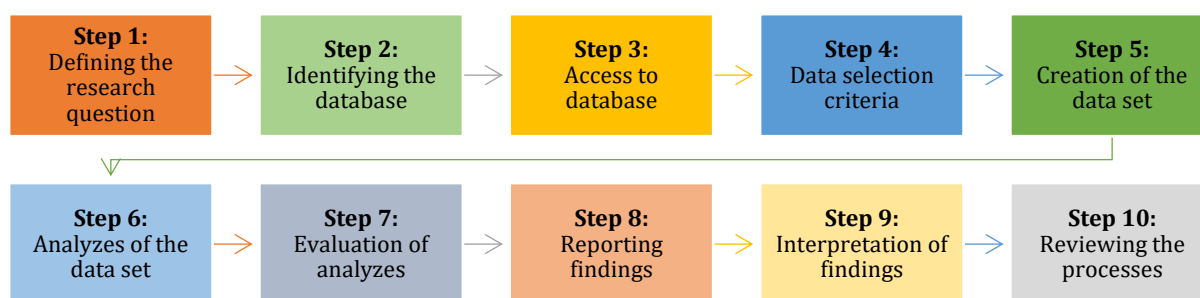 Step 1:
Defining the
research
question
Step 2:
Identifying the
database
Step 3:
Access to
database
Step 4:
Data selection
criteria
Step 5:
Creation of the
data set
Step 6:
Analyzes of the
data set
Step 7:
Evaluation of
analyzes
Step 8:
Reporting
findings
Step 9:
Interpretation of
findings
Step 10:
Reviewing the
processes